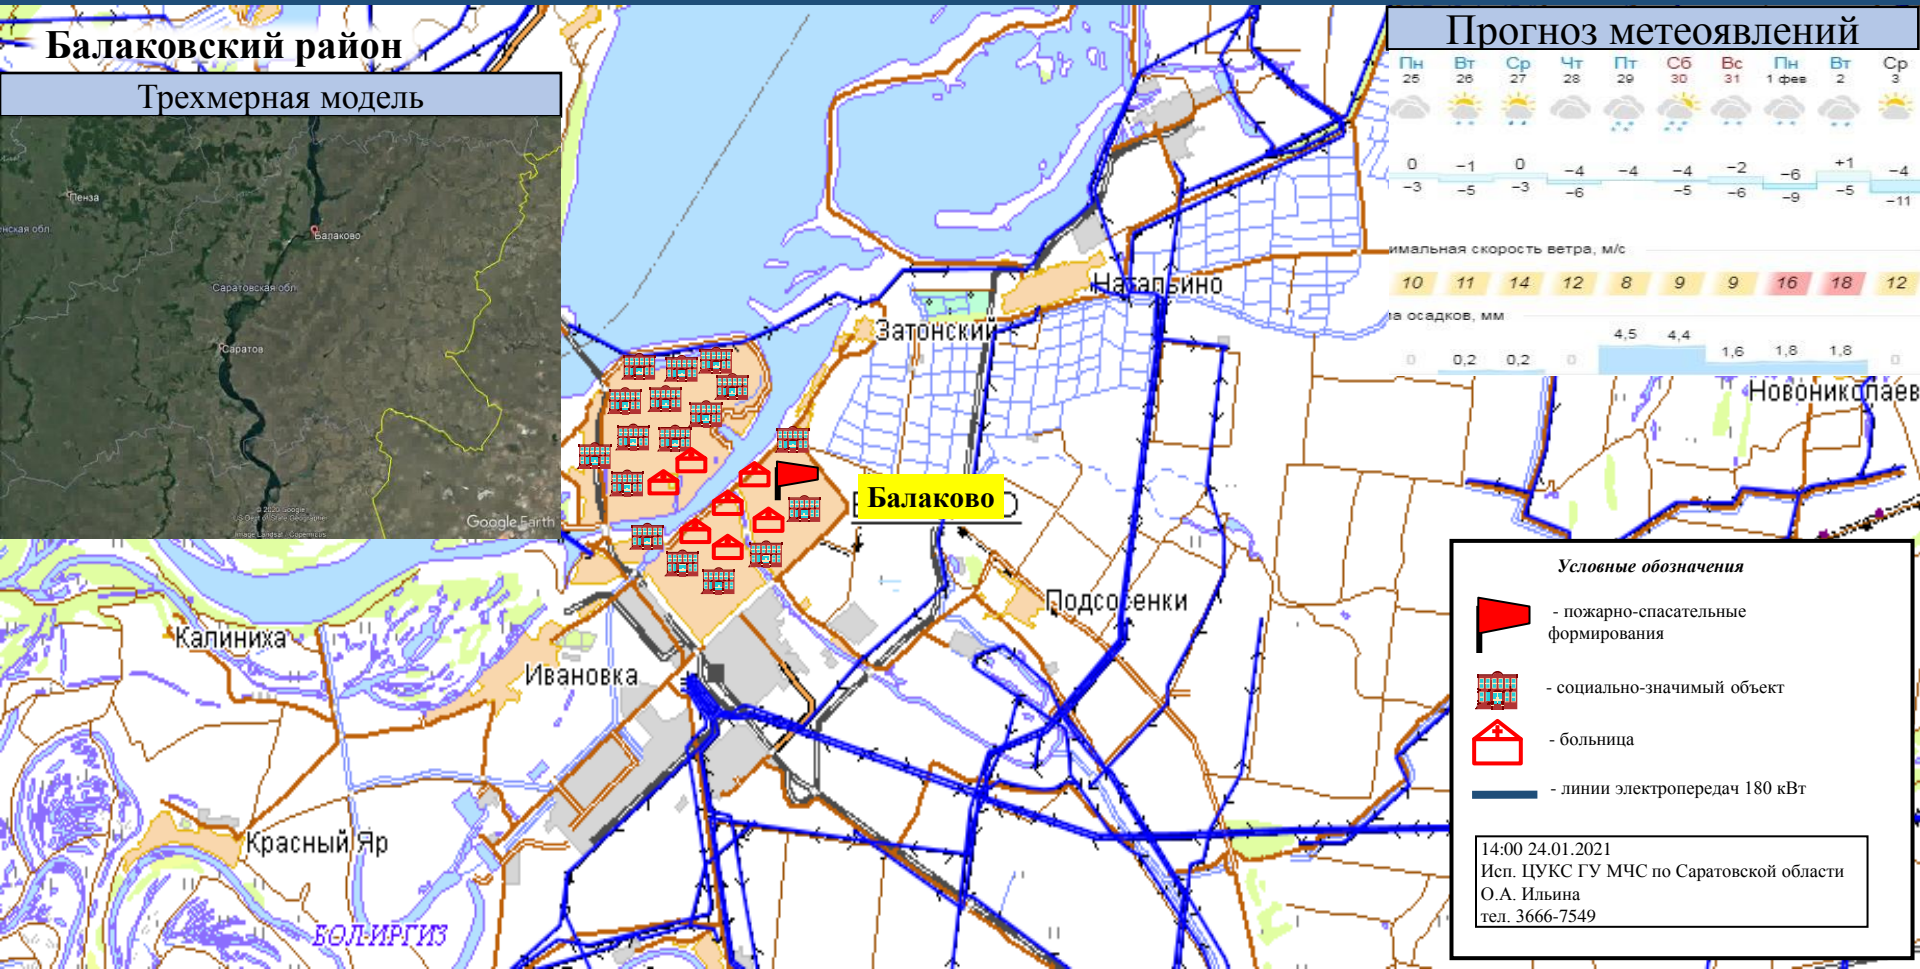 Балаковский район
Трехмерная модель
Пенза
нская обл.
Балаково
Саратовская обл.
Саратов
Google Earth
Прогноз метеоявлений
Пн Вт Ср Чт Пт Сб Вс Пн Вт Ср
25 26 27 28 29 30 31 1 фев 2 3
0 −1 0 −4 −4 −4 −2 −6 +1 −4
−3 −5 −3 −6 −5 −6 −9 −5 −11
имальная скорость ветра, м/с
10 11 14 12 8 9 9 16 18 12
на осадков, мм
0 0,2 0,2 0 4,5 4,4 1,6 1,8 1,8 0
Натальино
Затонский
Новониколаев
Балаково
Подсосенки
Калиниха
Ивановка
Красный Яр
БОЛ.ИРГИЗ
Условные обозначения
- пожарно-спасательные
формирования
- социально-значимый объект
- больница
- линии электропередач 180 кВт
14:00 24.01.2021
Исп. ЦУКС ГУ МЧС по Саратовской области
О.А. Ильина
тел. 3666-7549